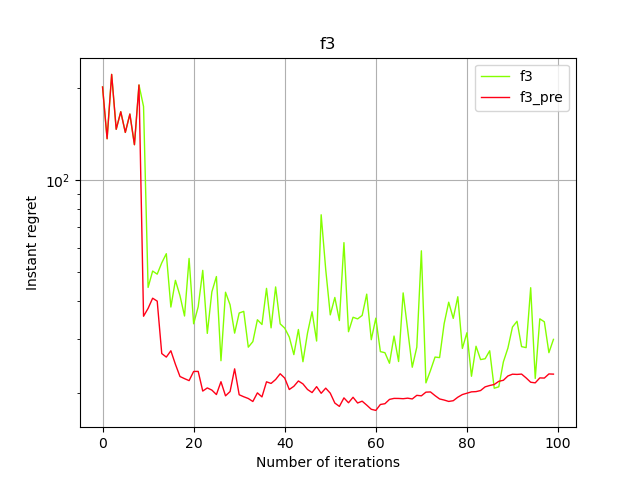 f3
f3
f3_pre
10²
Instant regret
0 20 40 60 80 100
Number of iterations